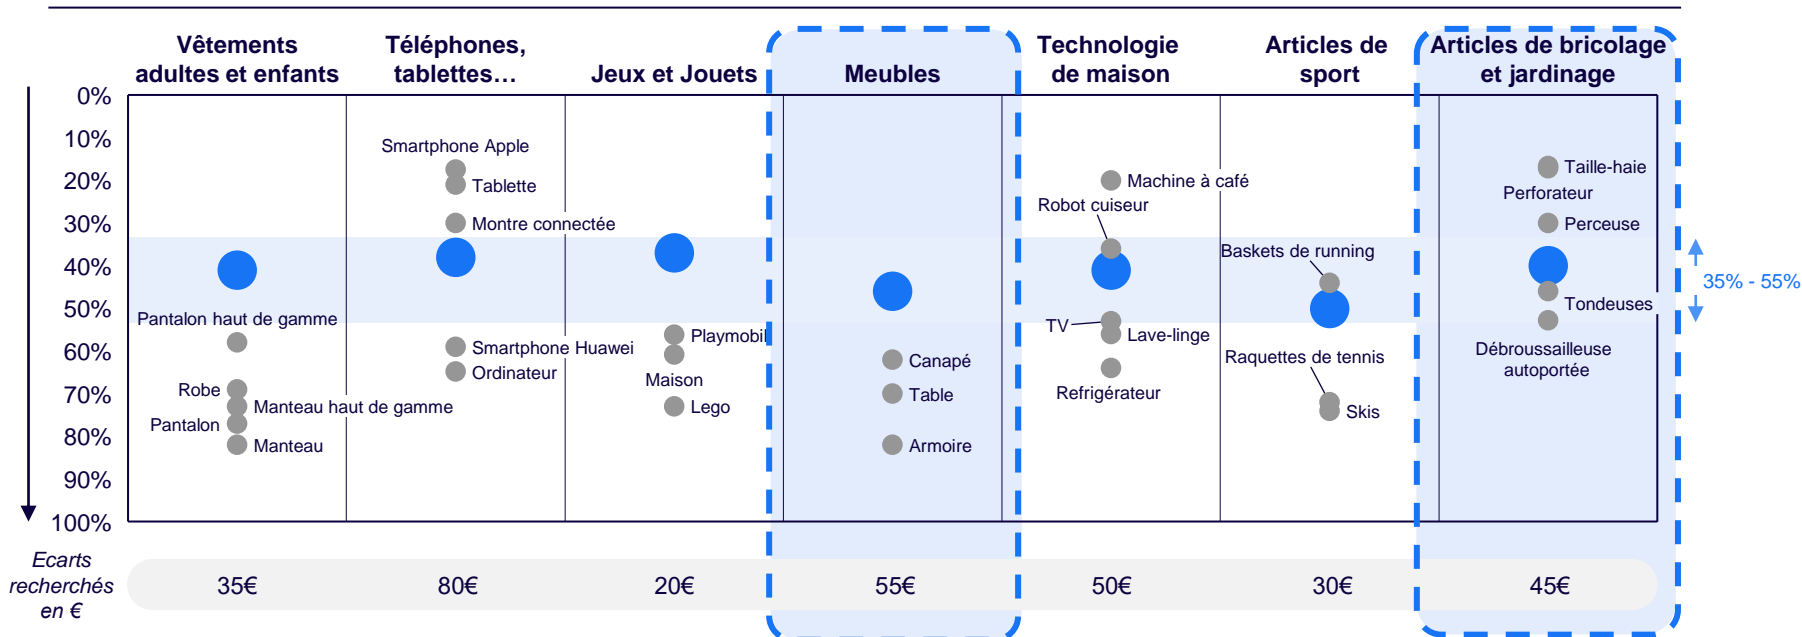 Vêtements
adultes et enfants
Téléphones,
tablettes…
Jeux et Jouets
Meubles
Technologie
de maison
Articles de
sport
Articles de bricolage
et jardinage
0%
10%
20%
30%
40%
50%
60%
70%
80%
90%
100%
Pantalon haut de gamme
Robe
Manteau haut de gamme
Pantalon
Manteau
Smartphone Apple
Tablette
Montre connectée
Smartphone Huawei
Ordinateur
Playmobil
Maison
Lego
Canapé
Table
Armoire
Machine à café
Robot cuiseur
TV
Lave-linge
Refrigérateur
Baskets de running
Raquettes de tennis
Skis
Taille-haie
Perforateur
Perceuse
Tondeuses
Débroussailleuse
autoportée
35% - 55%
Ecarts
recherchés
en €
35€
80€
20€
55€
50€
30€
45€